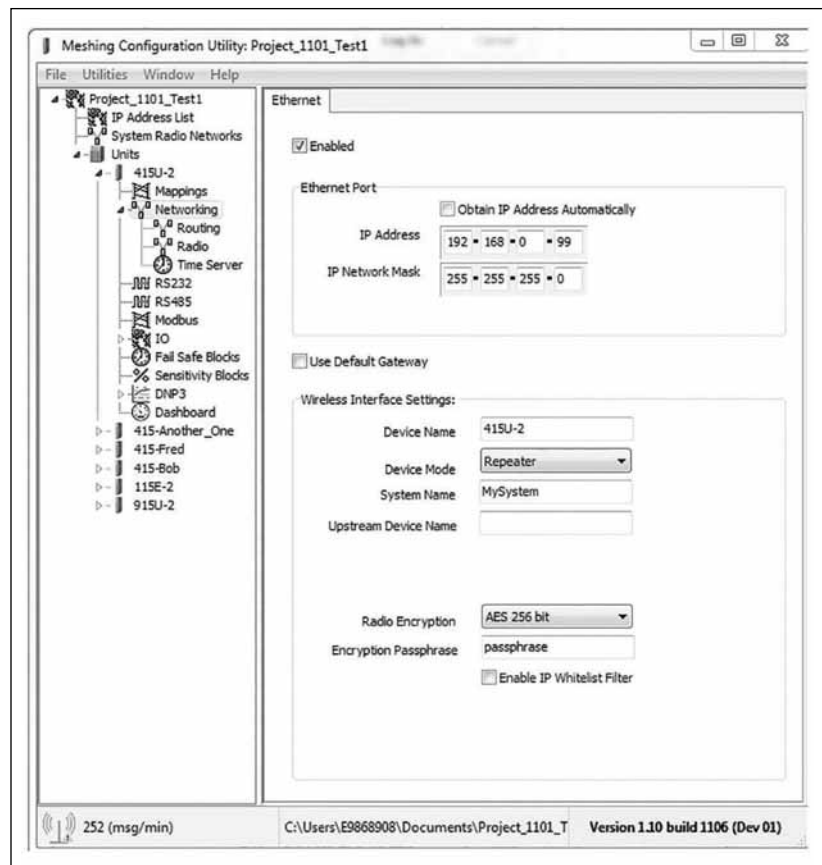 Meshing Configuration Utility: Project_1101_Test1
File Utilities Window Help
Project_1101_Test1
IP Address List
System Radio Networks
Units
415U-2
Mappings
Networking
Routing
Radio
Time Server
RS232
RS485
Modbus
IO
Fail Safe Blocks
Sensitivity Blocks
DNP3
Dashboard
415-Another_One
415-Fred
415-Bob
115E-2
915U-2
Ethernet
Enabled
Ethernet Port
Obtain IP Address Automatically
IP Address 192 168 0 99
IP Network Mask 255 255 255 0
Use Default Gateway
Wireless Interface Settings:
Device Name 415U-2
Device Mode Repeater
System Name MySystem
Upstream Device Name
Radio Encryption AES 256 bit
Encryption Passphrase passphrase
Enable IP Whitelist Filter
252 (msg/min) C:\Users\E9868908\Documents\Project_1101_T Version 1.10 build 1106 (Dev 01)